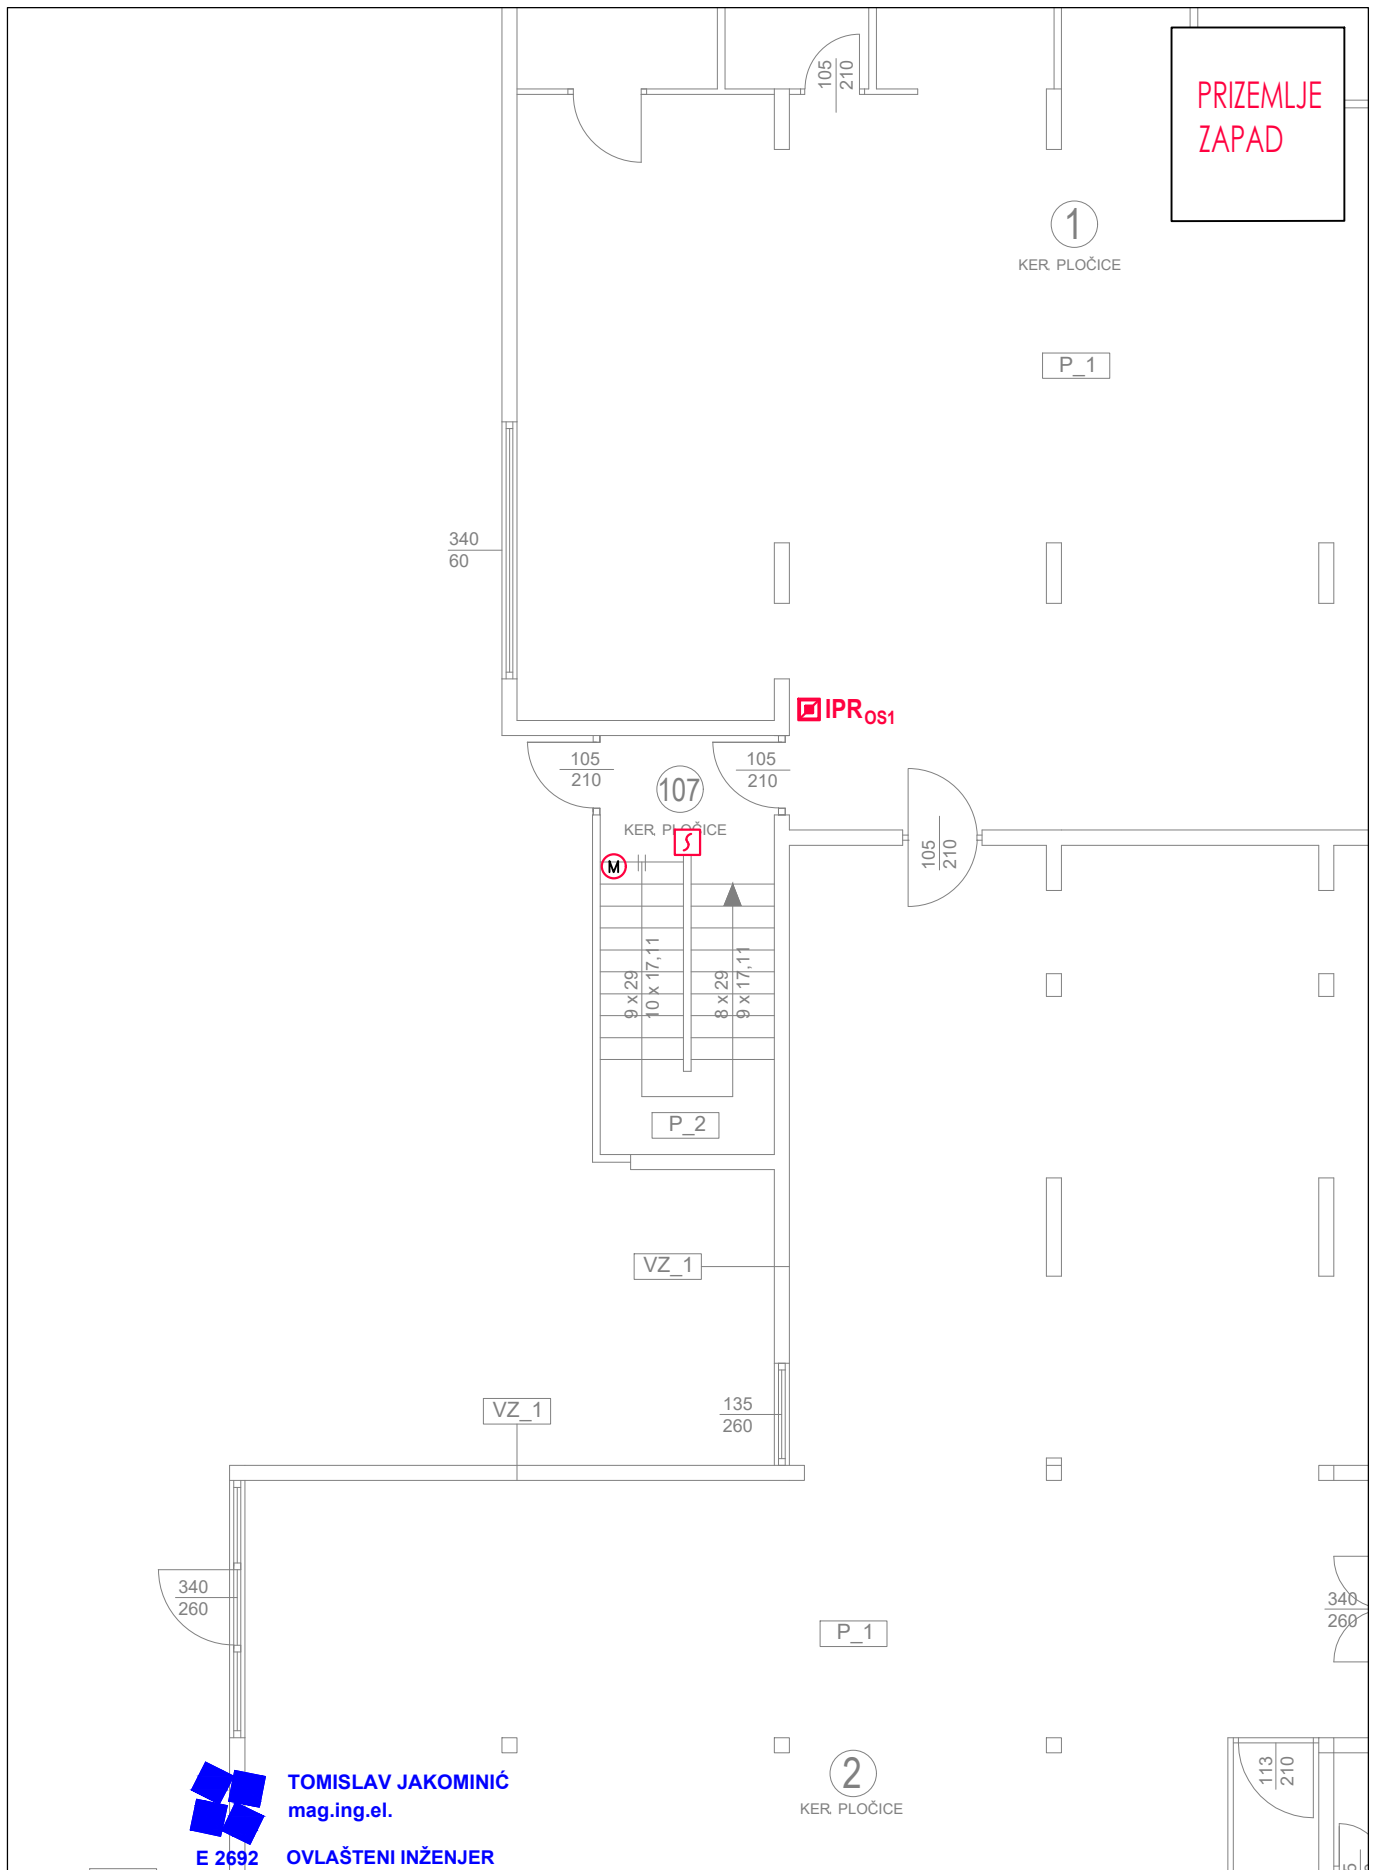 105
210
PRIZEMLJE
ZAPAD
1
KER. PLOČICE
P_1
340
60
IPR OS1
105
210
105
210
107
KER. PLOČICE
105
210
M
9 x 29
10 x 17,11
8 x 29
9 x 17,11
P_2
VZ_1
VZ_1
135
260
340
260
340
260
P_1
2
KER. PLOČICE
113
210
TOMISLAV JAKOMINIĆ
mag.ing.el.
E 2692 OVLAŠTENI INŽENJER